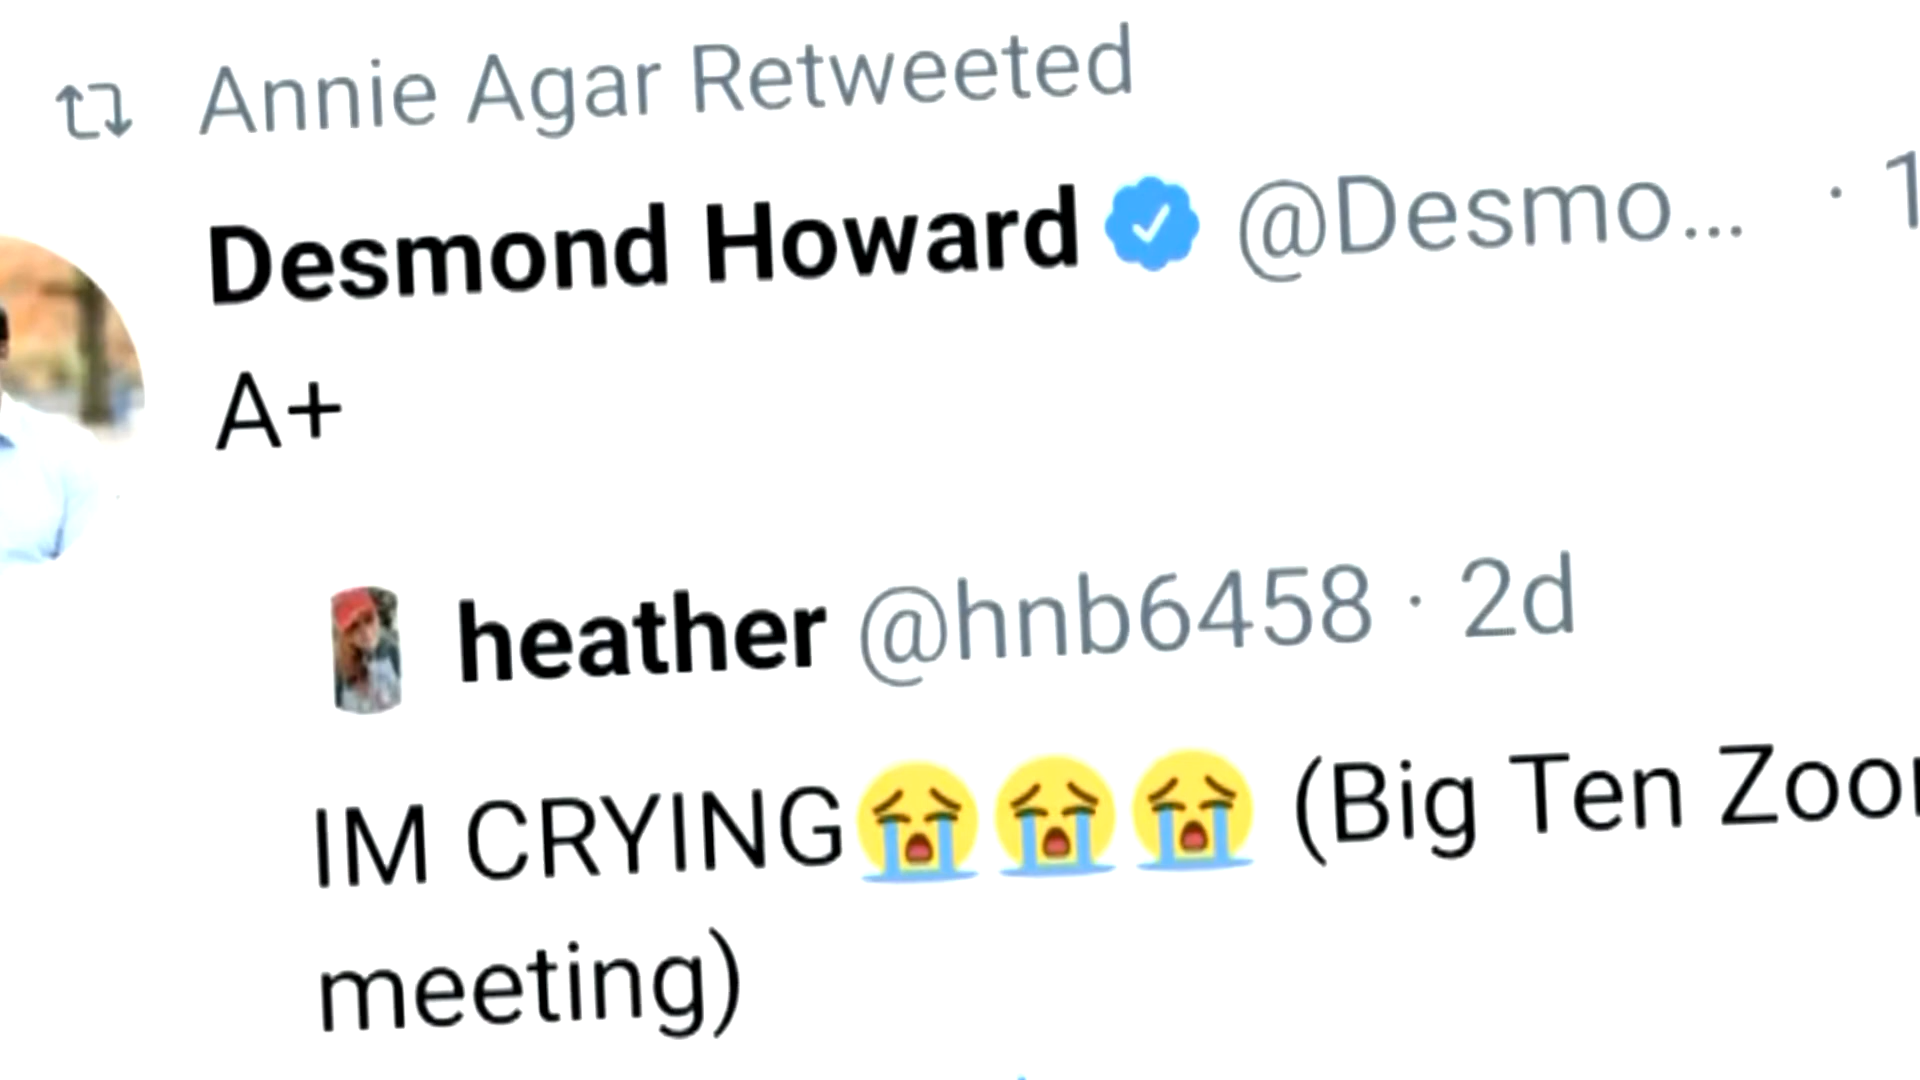 Annie Agar Retweeted
Desmond Howard @Desmo... · 1
A+
heather @hnb6458 · 2d
IM CRYING😭😭😭 (Big Ten Zoo
meeting)